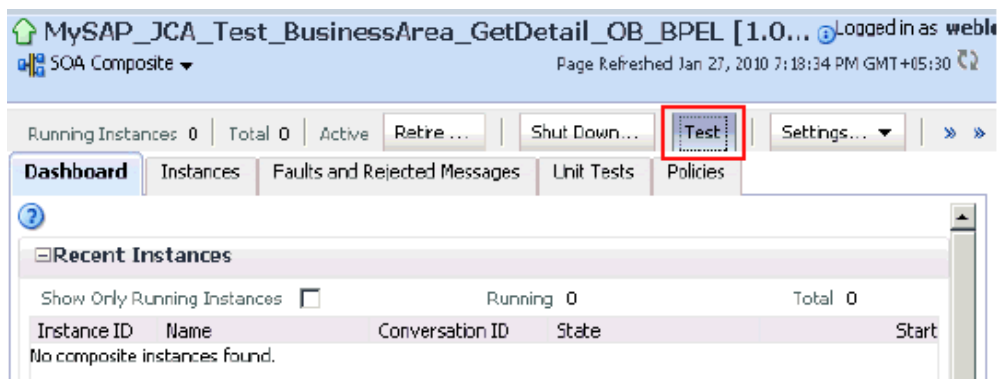 MySAP_JCA_Test_BusinessArea_GetDetail_OB_BPEL [1.0... Logged in as weblo
SOA Composite Page Refreshed Jan 27, 2010 7:18:34 PM GMT+05:30
Running Instances 0 Total 0 Active Retire ... Shut Down... Test Settings...
Dashboard Instances Faults and Rejected Messages Unit Tests Policies
Recent Instances
Show Only Running Instances Running 0 Total 0
Instance ID Name Conversation ID State Start
No composite instances found.